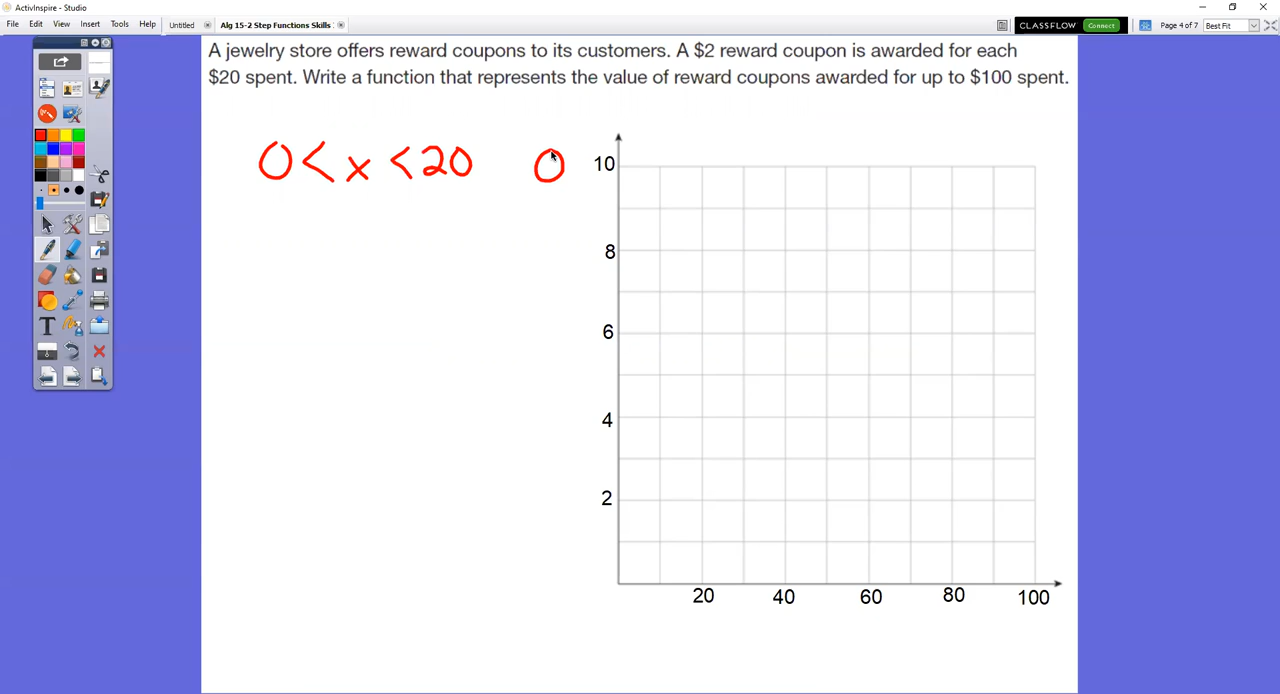 ActivInspire - Studio
File Edit View Insert Tools Help Untitled Alg 15-2 Step Functions Skills CLASSFLOW Connect Page 4 of 7 Best Fit
A jewelry store offers reward coupons to its customers. A $2 reward coupon is awarded for each
$20 spent. Write a function that represents the value of reward coupons awarded for up to $100 spent.
0 < x < 20 0
10
8
6
4
2
20 40 60 80 100